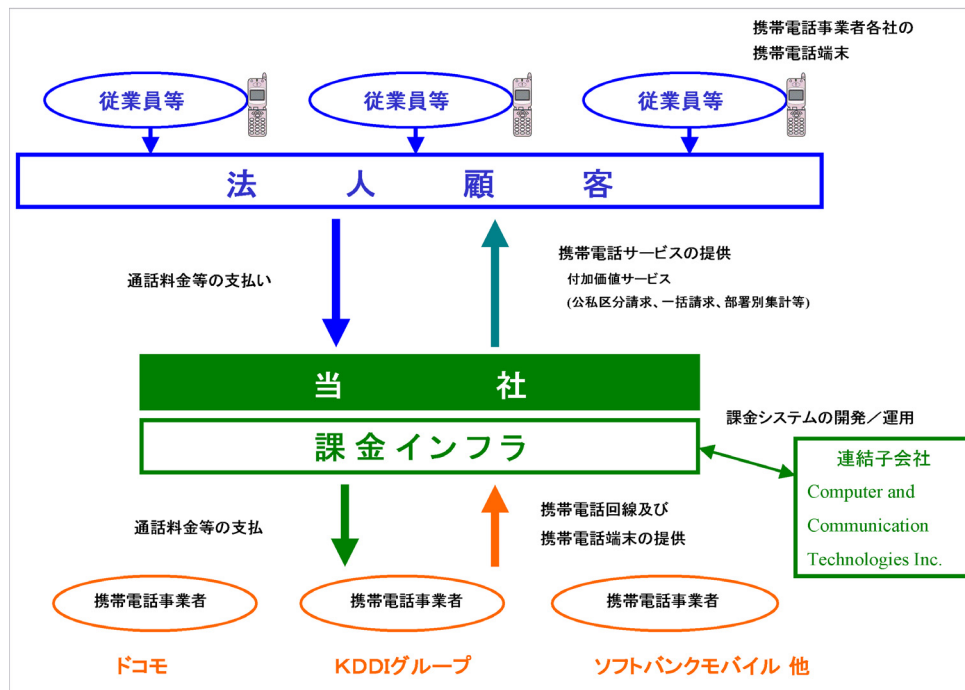 携帯電話事業者各社の
携帯電話端末
従業員等
従業員等
従業員等
法人顧客
通話料金等の支払い
携帯電話サービスの提供
付加価値サービス
(公私区分請求、一括請求、部署別集計等)
当社
課金インフラ
課金システムの開発／運用
連結子会社
Computer and
Communication
Technologies Inc.
通話料金等の支払
携帯電話回線及び
携帯電話端末の提供
携帯電話事業者
携帯電話事業者
携帯電話事業者
ドコモ
KDDIグループ
ソフトバンクモバイル 他